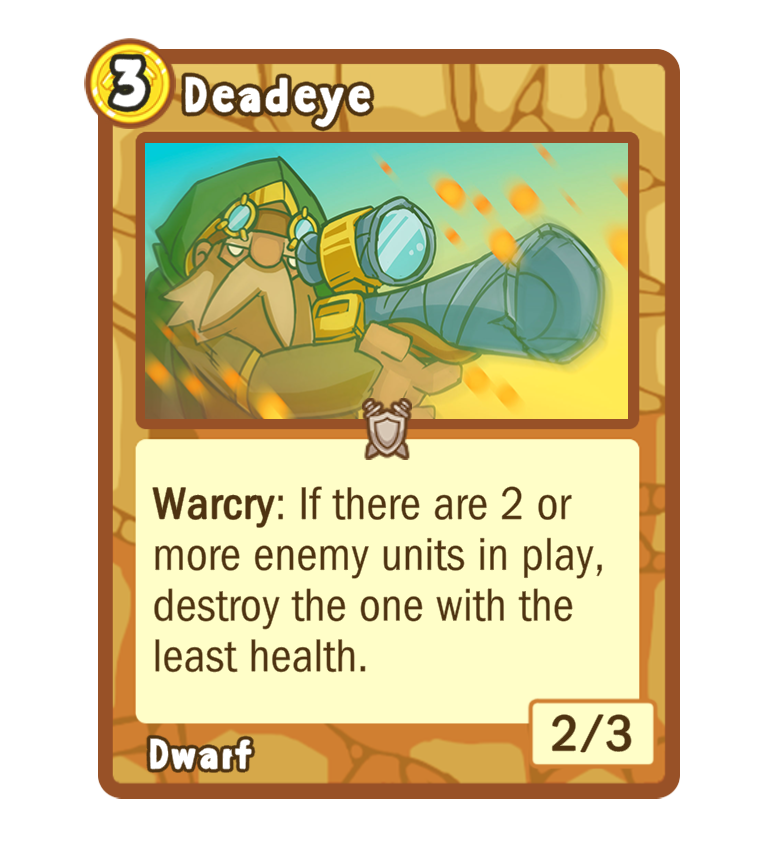 3
Deadeye
Warcry: If there are 2 or
more enemy units in play,
destroy the one with the
least health.
2/3
Dwarf